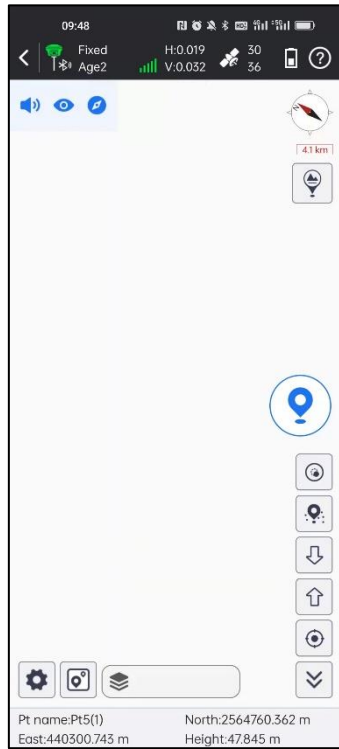 09:48
Fixed H:0.019 30
Age2 V:0.032 36
4.1 km
Pt name:Pt5(1) North:2564760.362 m
East:440300.743 m Height:47.845 m